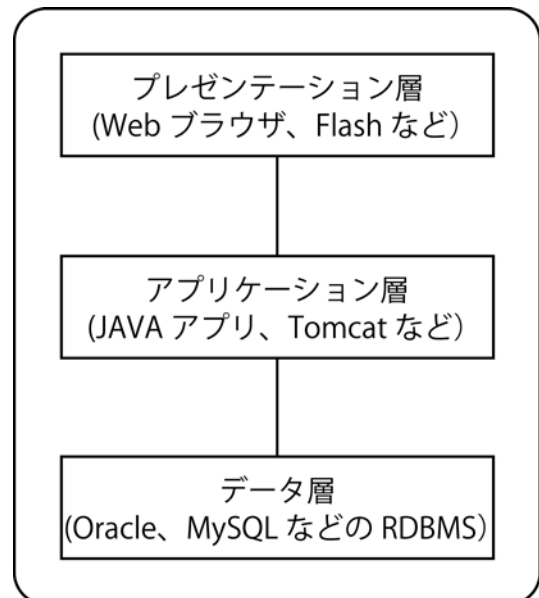 プレゼンテーション層
(Web ブラウザ、Flash など)
アプリケーション層
(JAVA アプリ、Tomcat など)
データ層
(Oracle、MySQL などの RDBMS)